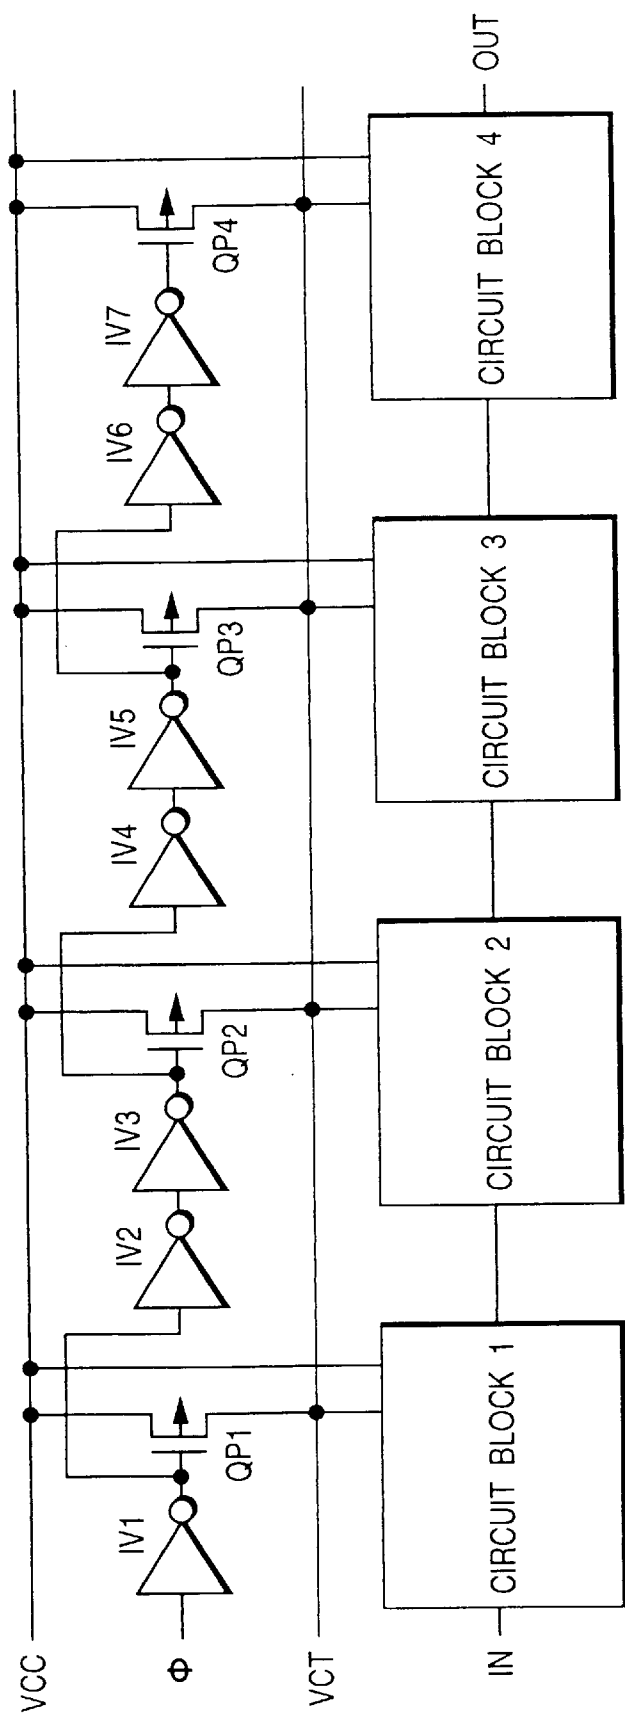 VCC
IV1
QP1
IV2
IV3
QP2
IV4
IV5
QP3
IV6
IV7
QP4
Φ
VCT
IN
CIRCUIT BLOCK 1
CIRCUIT BLOCK 2
CIRCUIT BLOCK 3
CIRCUIT BLOCK 4
OUT